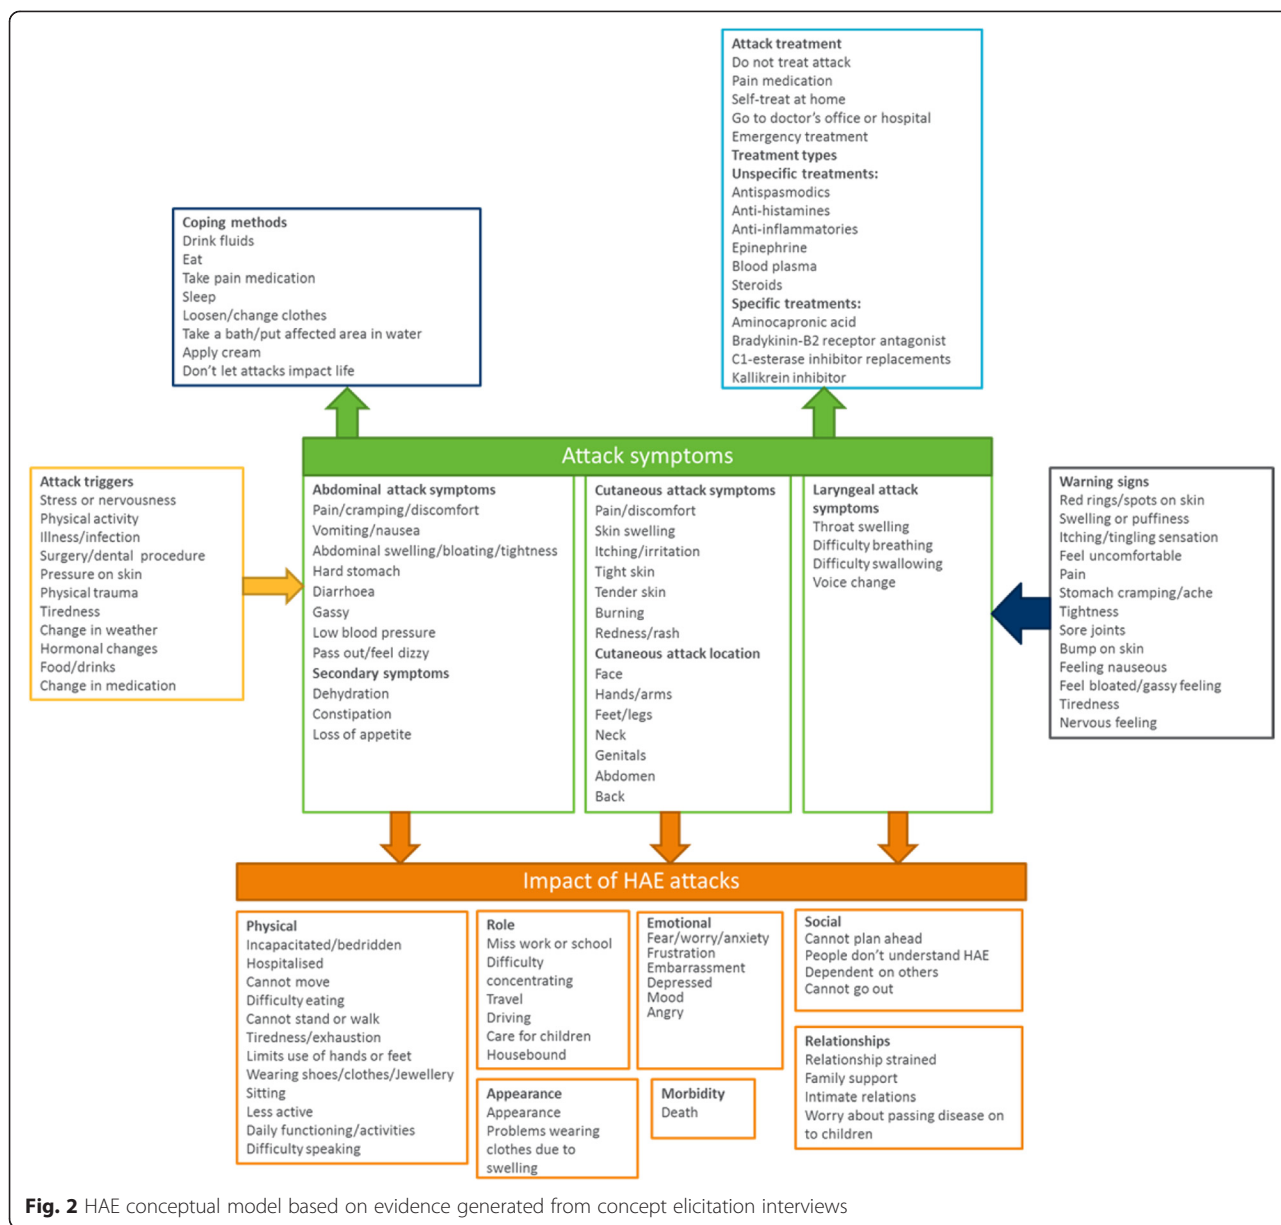 Attack treatment
Do not treat attack
Pain medication
Self-treat at home
Go to doctor's office or hospital
Emergency treatment
Treatment types
Unspecific treatments:
Antispasmodics
Anti-histamines
Anti-inflammatories
Epinephrine
Blood plasma
Steroids
Specific treatments:
Aminocapronic acid
Bradykinin-B2 receptor antagonist
C1-esterase inhibitor replacements
Kallikrein inhibitor
Coping methods
Drink fluids
Eat
Take pain medication
Sleep
Loosen/change clothes
Take a bath/put affected area in water
Apply cream
Don't let attacks impact life
Attack symptoms
Attack triggers
Stress or nervousness
Physical activity
Illness/infection
Surgery/dental procedure
Pressure on skin
Physical trauma
Tiredness
Change in weather
Hormonal changes
Food/drinks
Change in medication
Abdominal attack symptoms
Pain/cramping/discomfort
Vomiting/nausea
Abdominal swelling/bloating/tightness
Hard stomach
Diarrhoea
Gassy
Low blood pressure
Pass out/feel dizzy
Secondary symptoms
Dehydration
Constipation
Loss of appetite
Cutaneous attack symptoms
Pain/discomfort
Skin swelling
Itching/irritation
Tight skin
Tender skin
Burning
Redness/rash
Cutaneous attack location
Face
Hands/arms
Feet/legs
Neck
Genitals
Abdomen
Back
Laryngeal attack
symptoms
Throat swelling
Difficulty breathing
Difficulty swallowing
Voice change
Warning signs
Red rings/spots on skin
Swelling or puffiness
Itching/tingling sensation
Feel uncomfortable
Pain
Stomach cramping/ache
Tightness
Sore joints
Bump on skin
Feeling nauseous
Feel bloated/gassy feeling
Tiredness
Nervous feeling
Impact of HAE attacks
Physical
Incapacitated/bedridden
Hospitalised
Cannot move
Difficulty eating
Cannot stand or walk
Tiredness/exhaustion
Limits use of hands or feet
Wearing shoes/clothes/Jewellery
Sitting
Less active
Daily functioning/activities
Difficulty speaking
Role
Miss work or school
Difficulty
concentrating
Travel
Driving
Care for children
Housebound
Appearance
Appearance
Problems wearing
clothes due to
swelling
Emotional
Fear/worry/anxiety
Frustration
Embarrassment
Depressed
Mood
Angry
Morbidity
Death
Social
Cannot plan ahead
People don't understand HAE
Dependent on others
Cannot go out
Relationships
Relationship strained
Family support
Intimate relations
Worry about passing disease on
to children
Fig. 2 HAE conceptual model based on evidence generated from concept elicitation interviews